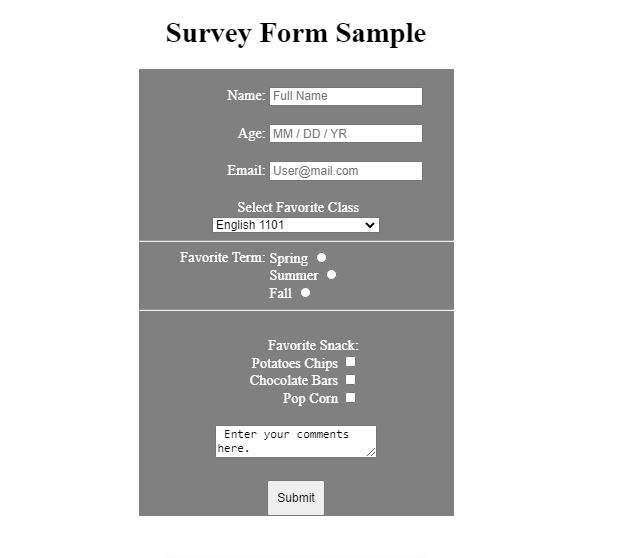 Survey Form Sample
Name: Full Name
Age: MM / DD / YR
Email: User@mail.com
Select Favorite Class
English 1101
Favorite Term: Spring
Summer
Fall
Favorite Snack:
Potatoes Chips
Chocolate Bars
Pop Corn
Enter your comments
here.
Submit